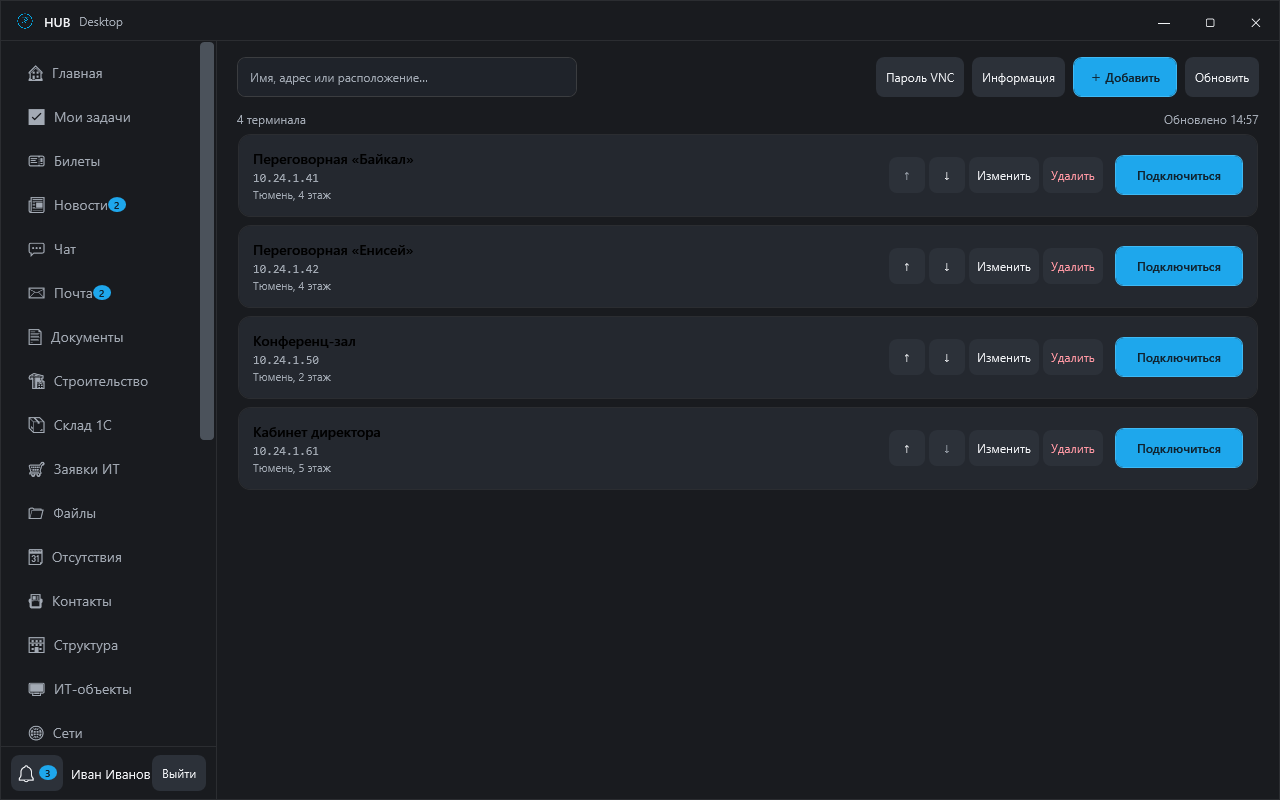 HUB Desktop
Главная
Мои задачи
Билеты
Новости 2
Чат
Почта 2
Документы
Строительство
Склад 1С
Заявки ИТ
Файлы
31 Отсутствия
Контакты
Структура
ИТ-объекты
Сети
3 Иван Иванов Выйти
Имя, адрес или расположение... Пароль VNC Информация + Добавить Обновить
4 терминала Обновлено 14:57
Переговорная «Байкал»
10.24.1.41
Тюмень, 4 этаж
↑ ↓ Изменить Удалить Подключиться
Переговорная «Енисей»
10.24.1.42
Тюмень, 4 этаж
↑ ↓ Изменить Удалить Подключиться
Конференц-зал
10.24.1.50
Тюмень, 2 этаж
↑ ↓ Изменить Удалить Подключиться
Кабинет директора
10.24.1.61
Тюмень, 5 этаж
↑ ↓ Изменить Удалить Подключиться